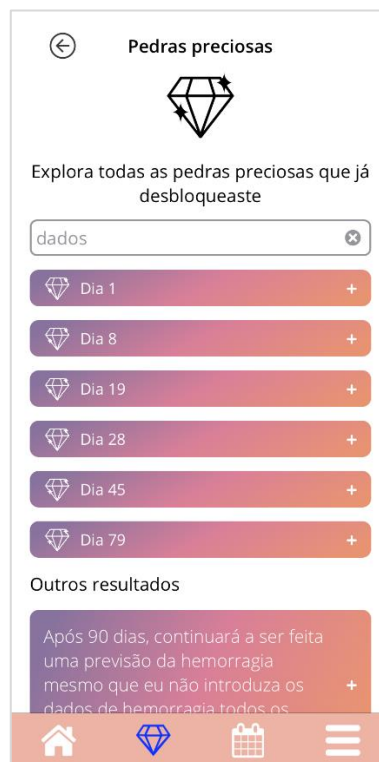 Pedras preciosas
Explora todas as pedras preciosas que já
desbloqueaste
dados
Dia 1 +
Dia 8 +
Dia 19 +
Dia 28 +
Dia 45 +
Dia 79 +
Outros resultados
Após 90 dias, continuará a ser feita
uma previsão da hemorragia
mesmo que eu não introduza os +
dados de hemorragia todos os